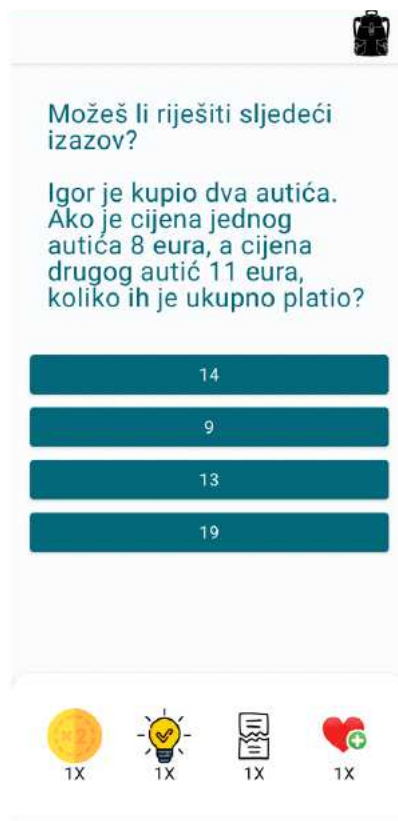 Možeš li riješiti sljedeći
izazov?
Igor je kupio dva autića.
Ako je cijena jednog
autića 8 eura, a cijena
drugog autić 11 eura,
koliko ih je ukupno platio?
14
9
13
19
×2
1X
1X
1X
1X